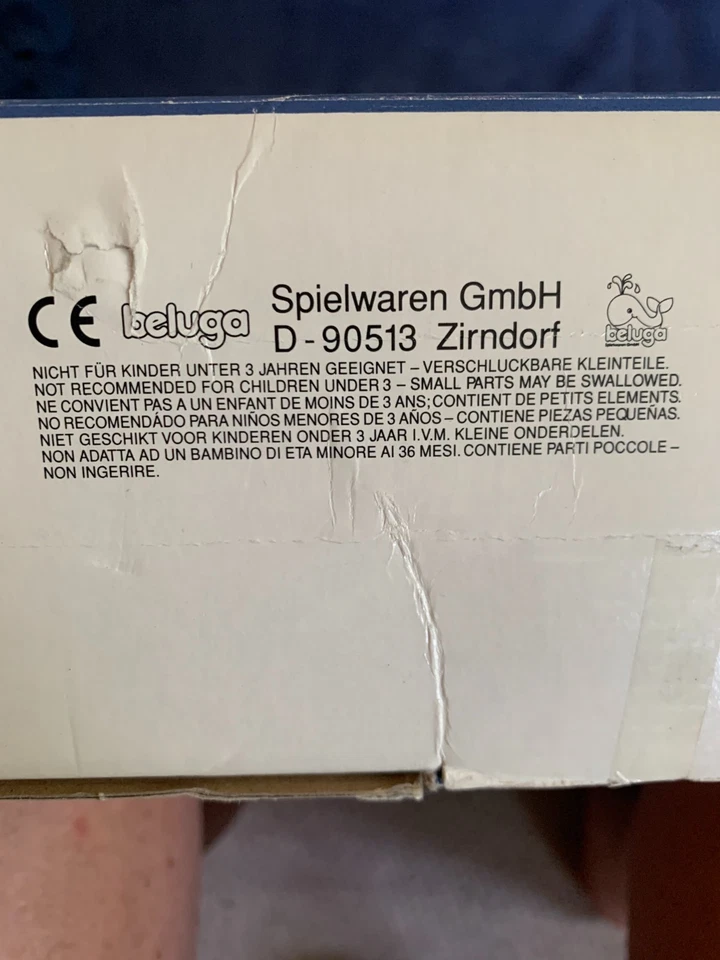 CE beluga Spielwaren GmbH
D-90513 Zirndorf
beluga
NICHT FÜR KINDER UNTER 3 JAHREN GEEIGNET – VERSCHLUCKBARE KLEINTEILE.
NOT RECOMMENDED FOR CHILDREN UNDER 3 – SMALL PARTS MAY BE SWALLOWED.
NE CONVIENT PAS A UN ENFANT DE MOINS DE 3 ANS; CONTIENT DE PETITS ELEMENTS.
NO RECOMENDÁDO PARA NIÑOS MENORES DE 3 AÑOS – CONTIENE PIEZAS PEQUEÑAS.
NIET GESCHIKT VOOR KINDEREN ONDER 3 JAAR I.V.M. KLEINE ONDERDELEN.
NON ADATTA AD UN BAMBINO DI ETA MINORE AI 36 MESI. CONTIENE PARTI POCCOLE –
NON INGERIRE.